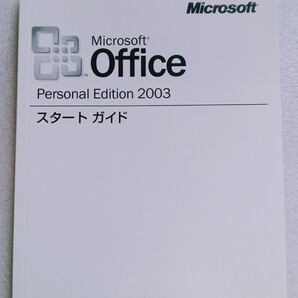 Microsoft
Microsoft
Office
Personal Edition 2003
スタート ガイド